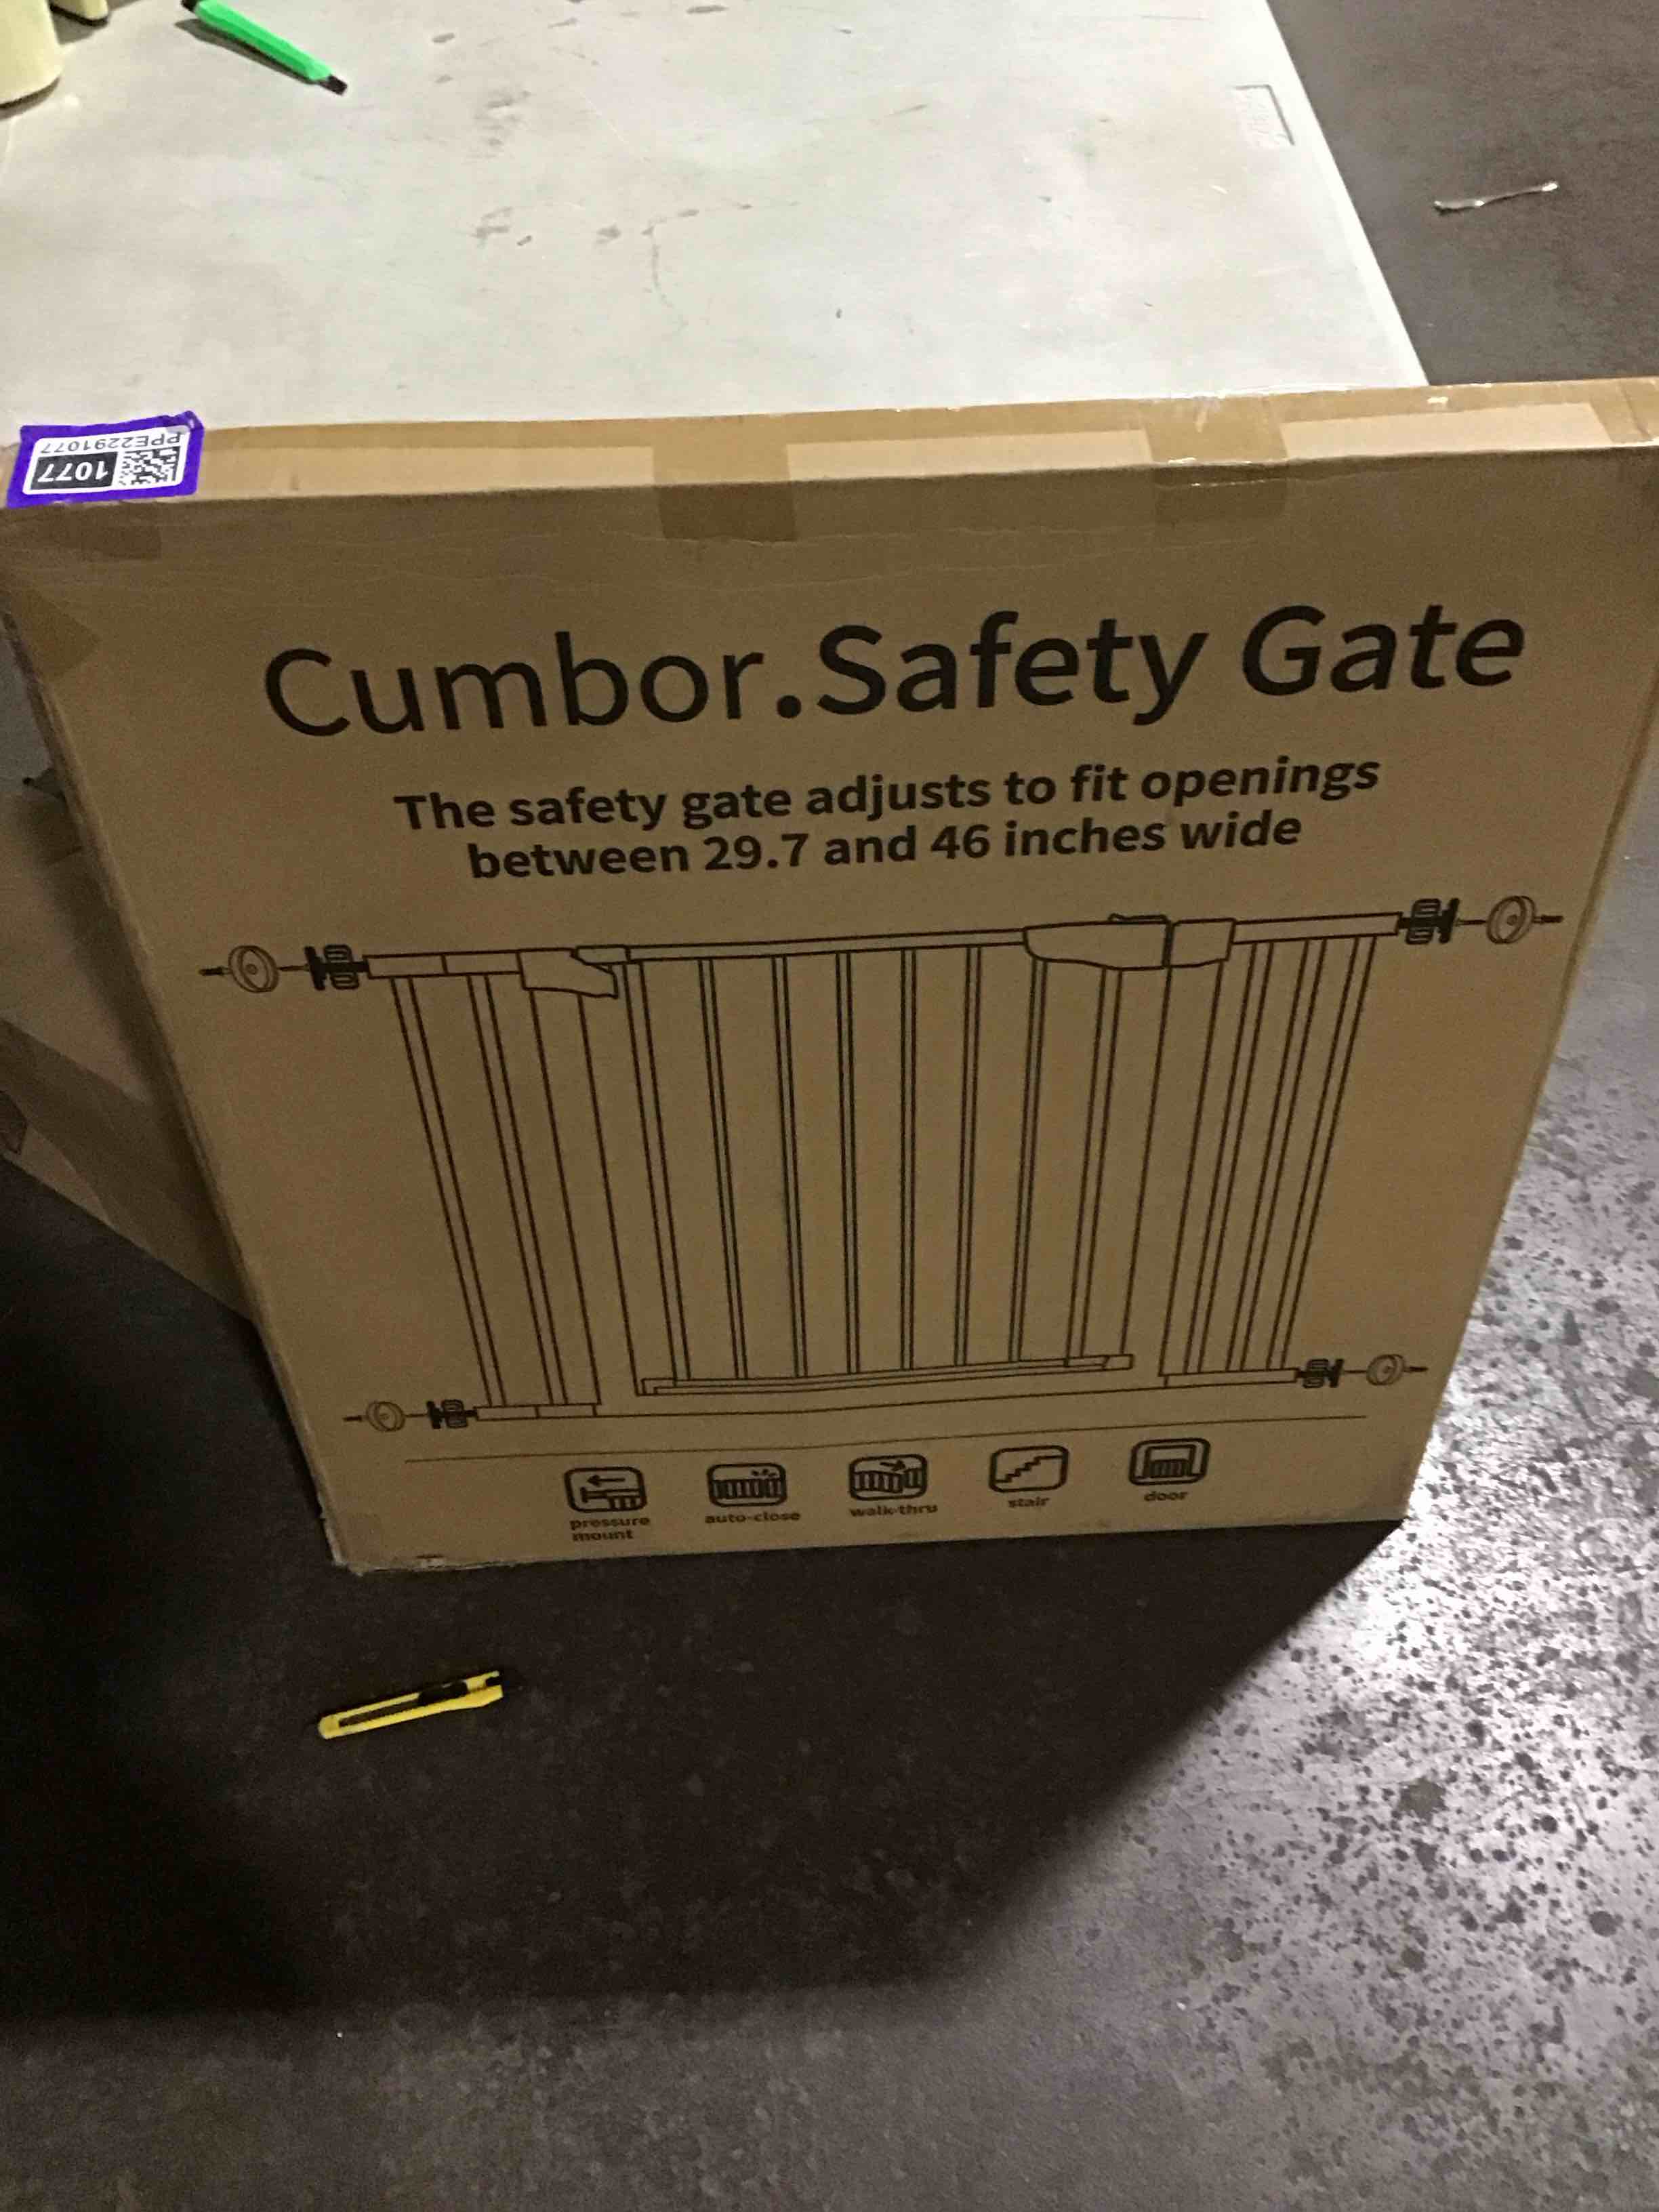 PPE2291077
1077
Cumbor.Safety Gate
The safety gate adjusts to fit openings
between 29.7 and 46 inches wide
pressure
mount
auto-close
walk-thru
stair
door